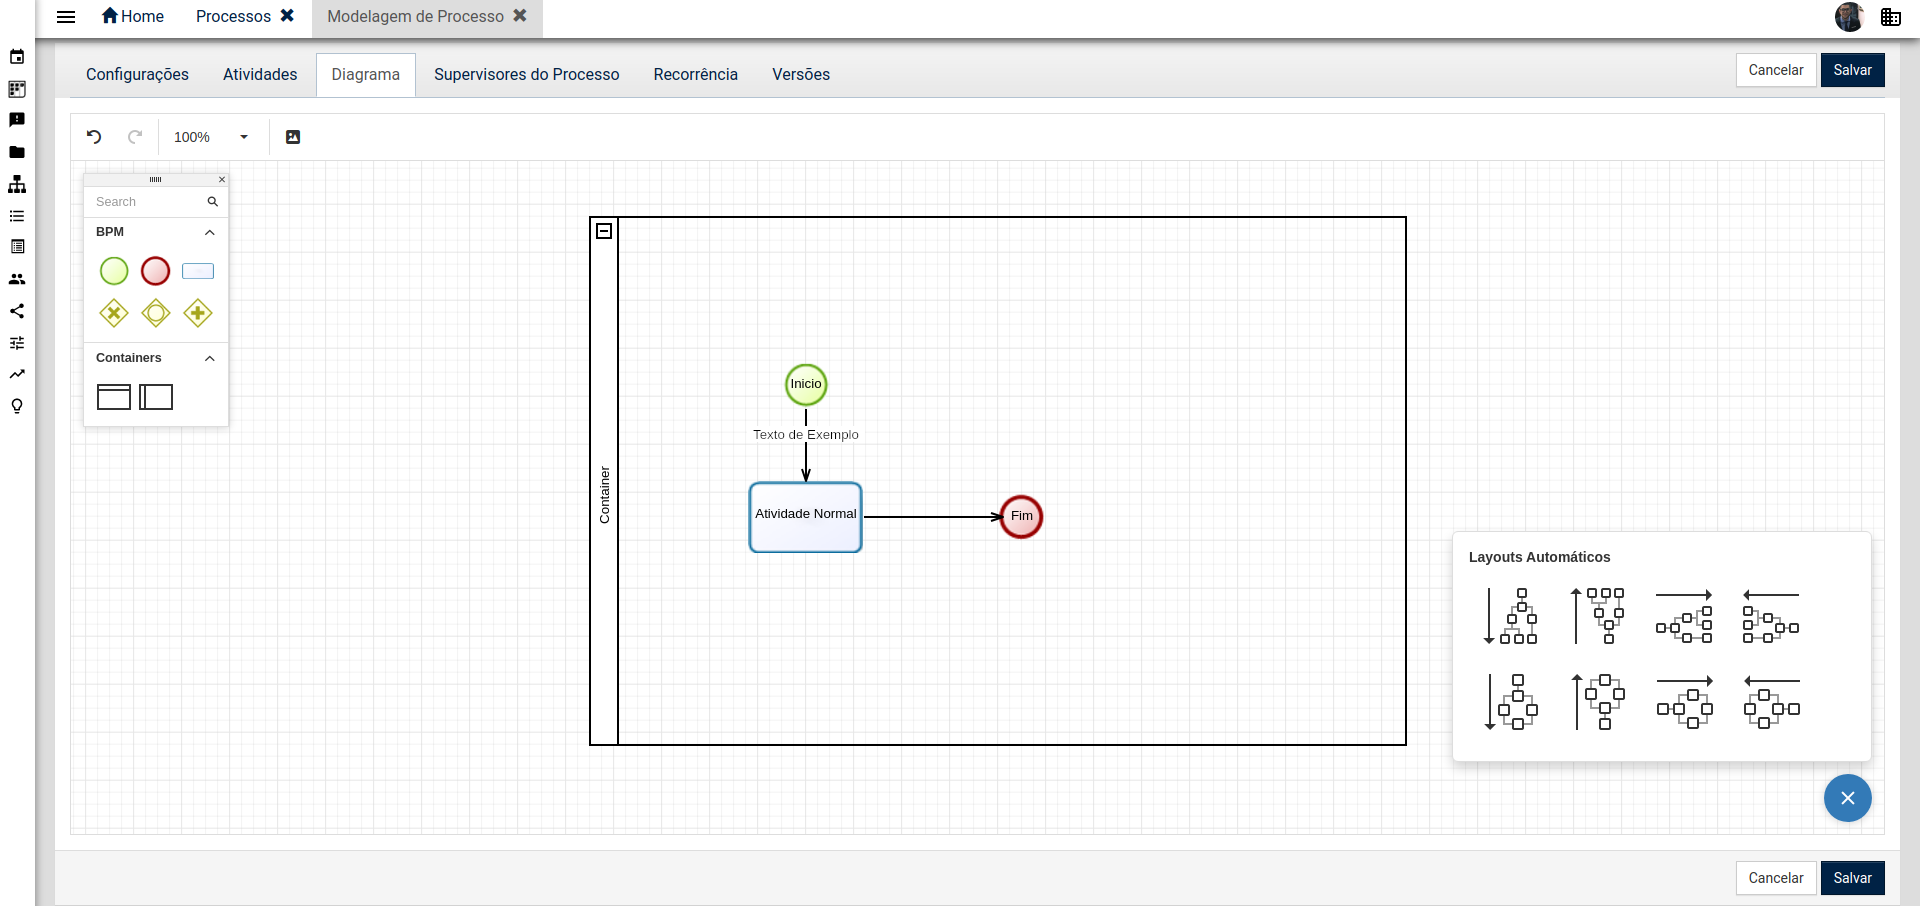 Home
Processos
Modelagem de Processo
Configurações
Atividades
Diagrama
Supervisores do Processo
Recorrência
Versões
Cancelar
Salvar
100%
Search
BPM
Containers
Container
Inicio
Texto de Exemplo
Atividade Normal
Fim
Layouts Automáticos
Cancelar
Salvar